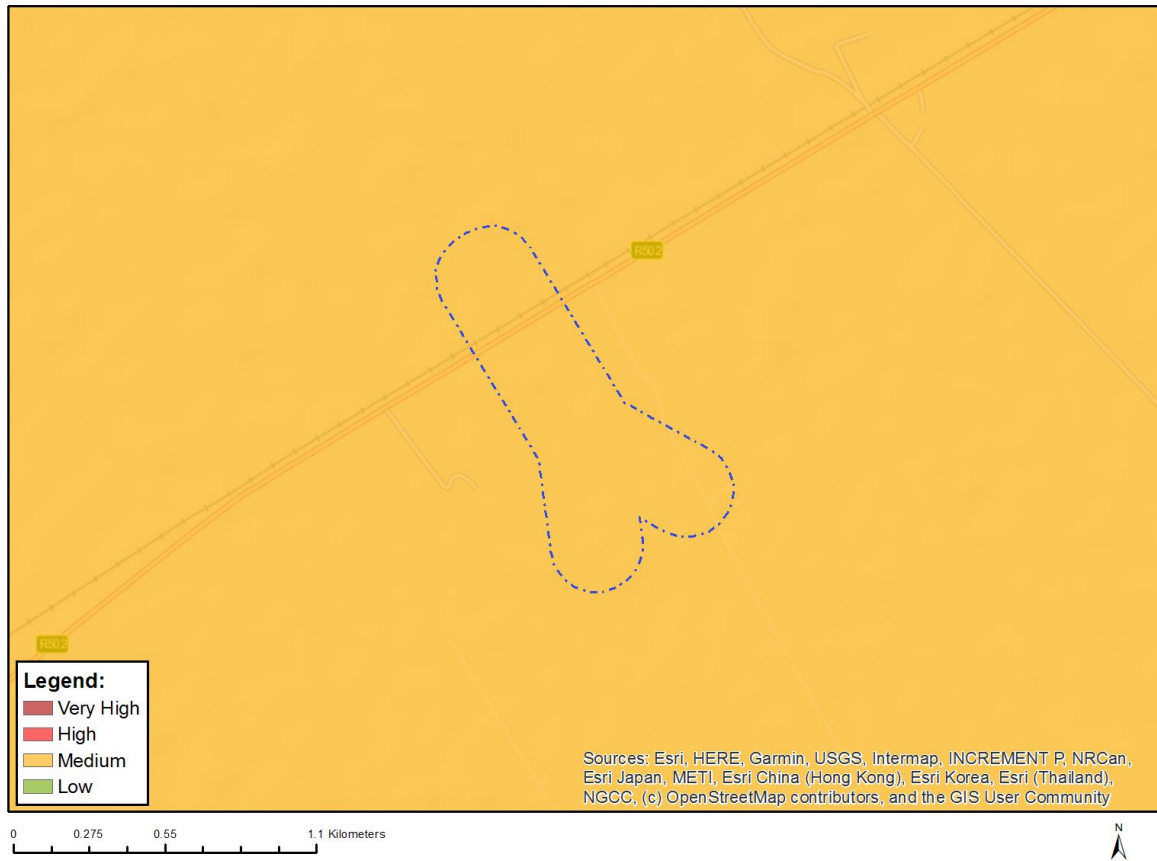 R502
R502
Legend:
Very High
High
Medium
Low
Sources: Esri, HERE, Garmin, USGS, Intermap, INCREMENT P, NRCan,
Esri Japan, METI, Esri China (Hong Kong), Esri Korea, Esri (Thailand),
NGCC, (c) OpenStreetMap contributors, and the GIS User Community
0 0.275 0.55 1.1 Kilometers
N